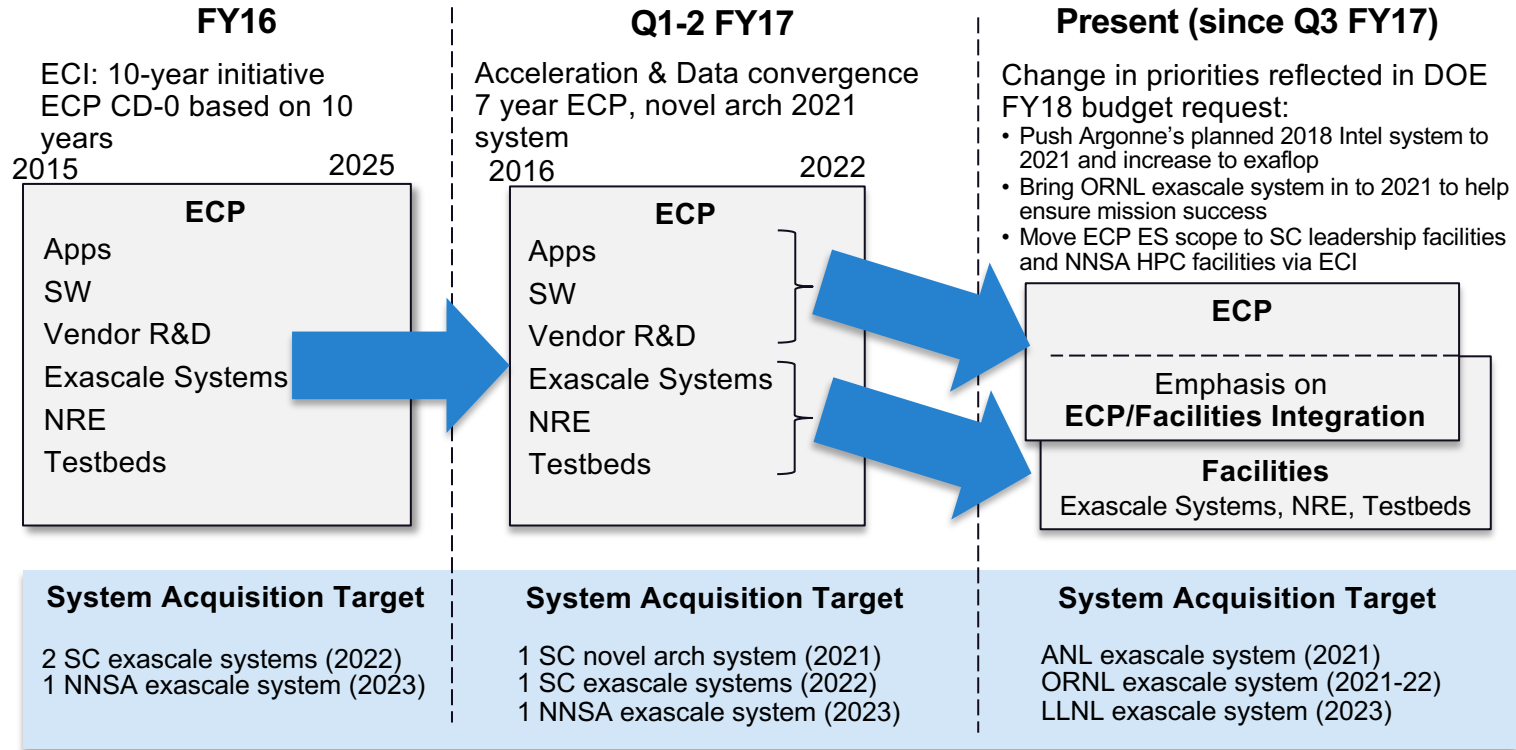 FY16
ECI: 10-year initiative
ECP CD-0 based on 10
years
2015
2025
ECP
Apps
SW
Vendor R&D
Exascale Systems
NRE
Testbeds
System Acquisition Target
2 SC exascale systems (2022)
1 NNSA exascale system (2023)
Q1-2 FY17
Acceleration & Data convergence
7 year ECP, novel arch 2021
system
2016
2022
ECP
Apps
SW
Vendor R&D
Exascale Systems
NRE
Testbeds
System Acquisition Target
1 SC novel arch system (2021)
1 SC exascale systems (2022)
1 NNSA exascale system (2023)
Present (since Q3 FY17)
Change in priorities reflected in DOE
FY18 budget request:
• Push Argonne's planned 2018 Intel system to
2021 and increase to exaflop
• Bring ORNL exascale system in to 2021 to help
ensure mission success
• Move ECP ES scope to SC leadership facilities
and NNSA HPC facilities via ECI
ECP
Emphasis on
ECP/Facilities Integration
Facilities
Exascale Systems, NRE, Testbeds
System Acquisition Target
ANL exascale system (2021)
ORNL exascale system (2021-22)
LLNL exascale system (2023)